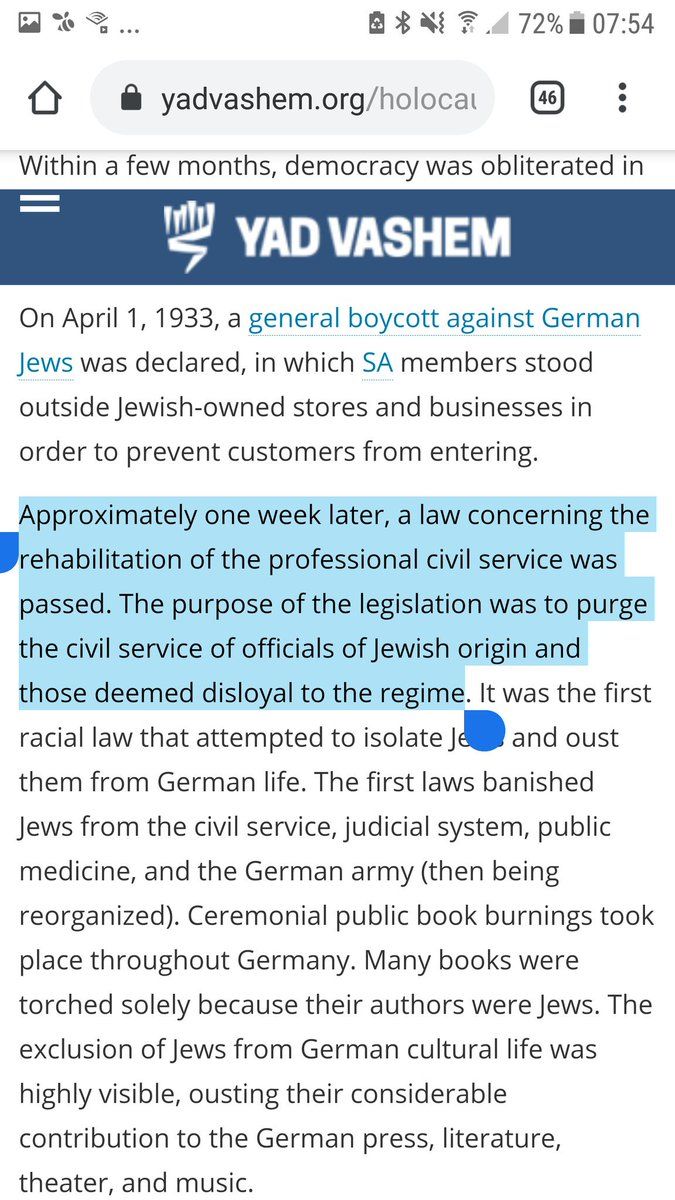 ... 72% 07:54
yadvashem.org/holocau 46
Within a few months, democracy was obliterated in
YAD VASHEM
On April 1, 1933, a general boycott against German
Jews was declared, in which SA members stood
outside Jewish-owned stores and businesses in
order to prevent customers from entering.
Approximately one week later, a law concerning the
rehabilitation of the professional civil service was
passed. The purpose of the legislation was to purge
the civil service of officials of Jewish origin and
those deemed disloyal to the regime. It was the first
racial law that attempted to isolate and oust
them from German life. The first laws banished
Jews from the civil service, judicial system, public
medicine, and the German army (then being
reorganized). Ceremonial public book burnings took
place throughout Germany. Many books were
torched solely because their authors were Jews. The
exclusion of Jews from German cultural life was
highly visible, ousting their considerable
contribution to the German press, literature,
theater, and music.